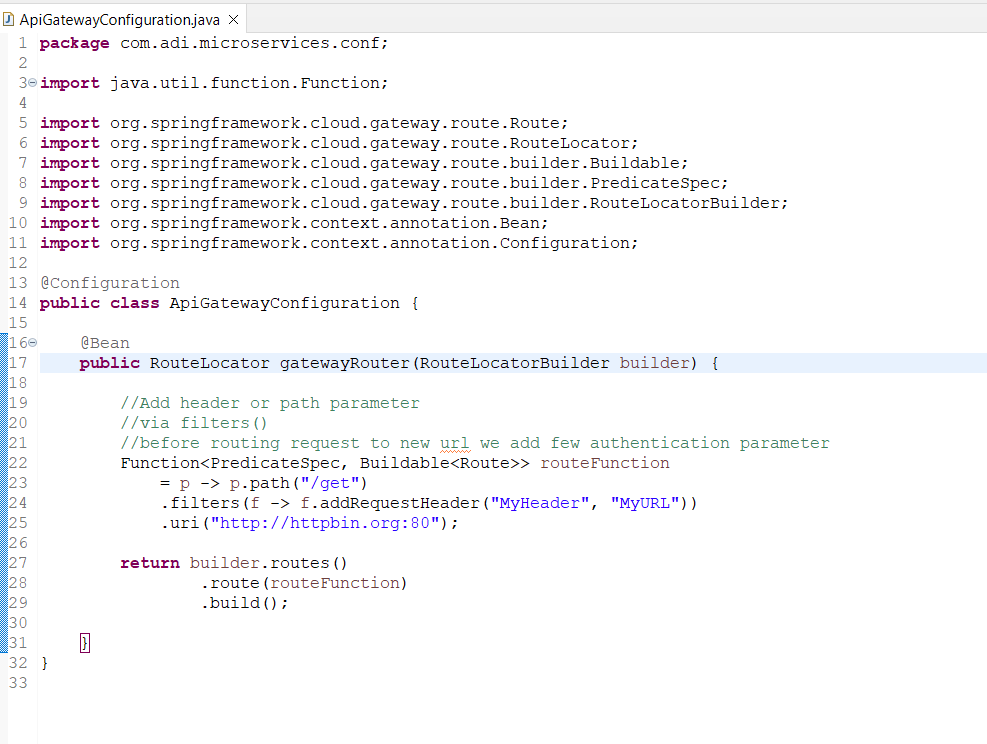 ApiGatewayConfiguration.java
1 package com.adi.microservices.conf;
2
3 import java.util.function.Function;
4
5 import org.springframework.cloud.gateway.route.Route;
6 import org.springframework.cloud.gateway.route.RouteLocator;
7 import org.springframework.cloud.gateway.route.builder.Buildable;
8 import org.springframework.cloud.gateway.route.builder.PredicateSpec;
9 import org.springframework.cloud.gateway.route.builder.RouteLocatorBuilder;
10 import org.springframework.context.annotation.Bean;
11 import org.springframework.context.annotation.Configuration;
12
13 @Configuration
14 public class ApiGatewayConfiguration {
15
16     @Bean
17     public RouteLocator gatewayRouter(RouteLocatorBuilder builder) {
18
19         //Add header or path parameter
20         //via filters()
21         //before routing request to new url we add few authentication parameter
22         Function<PredicateSpec, Buildable<Route>> routeFunction
23             = p -> p.path("/get")
24             .filters(f -> f.addRequestHeader("MyHeader", "MyURL"))
25             .uri("http://httpbin.org:80");
26
27         return builder.routes()
28                 .route(routeFunction)
29                 .build();
30
31     }
32 }
33